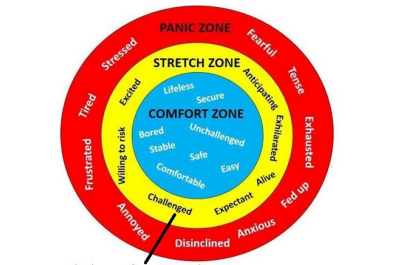 PANIC ZONE
Stressed
Fearful
Tired
Tense
Frustrated
Exhausted
Annoyed
Fed up
Disinclined
Anxious
STRETCH ZONE
Excited
Anticipating
Willing to risk
Exhilarated
Challenged
Alive
Expectant
COMFORT ZONE
Lifeless
Secure
Bored
Unchallenged
Stable
Safe
Comfortable
Easy